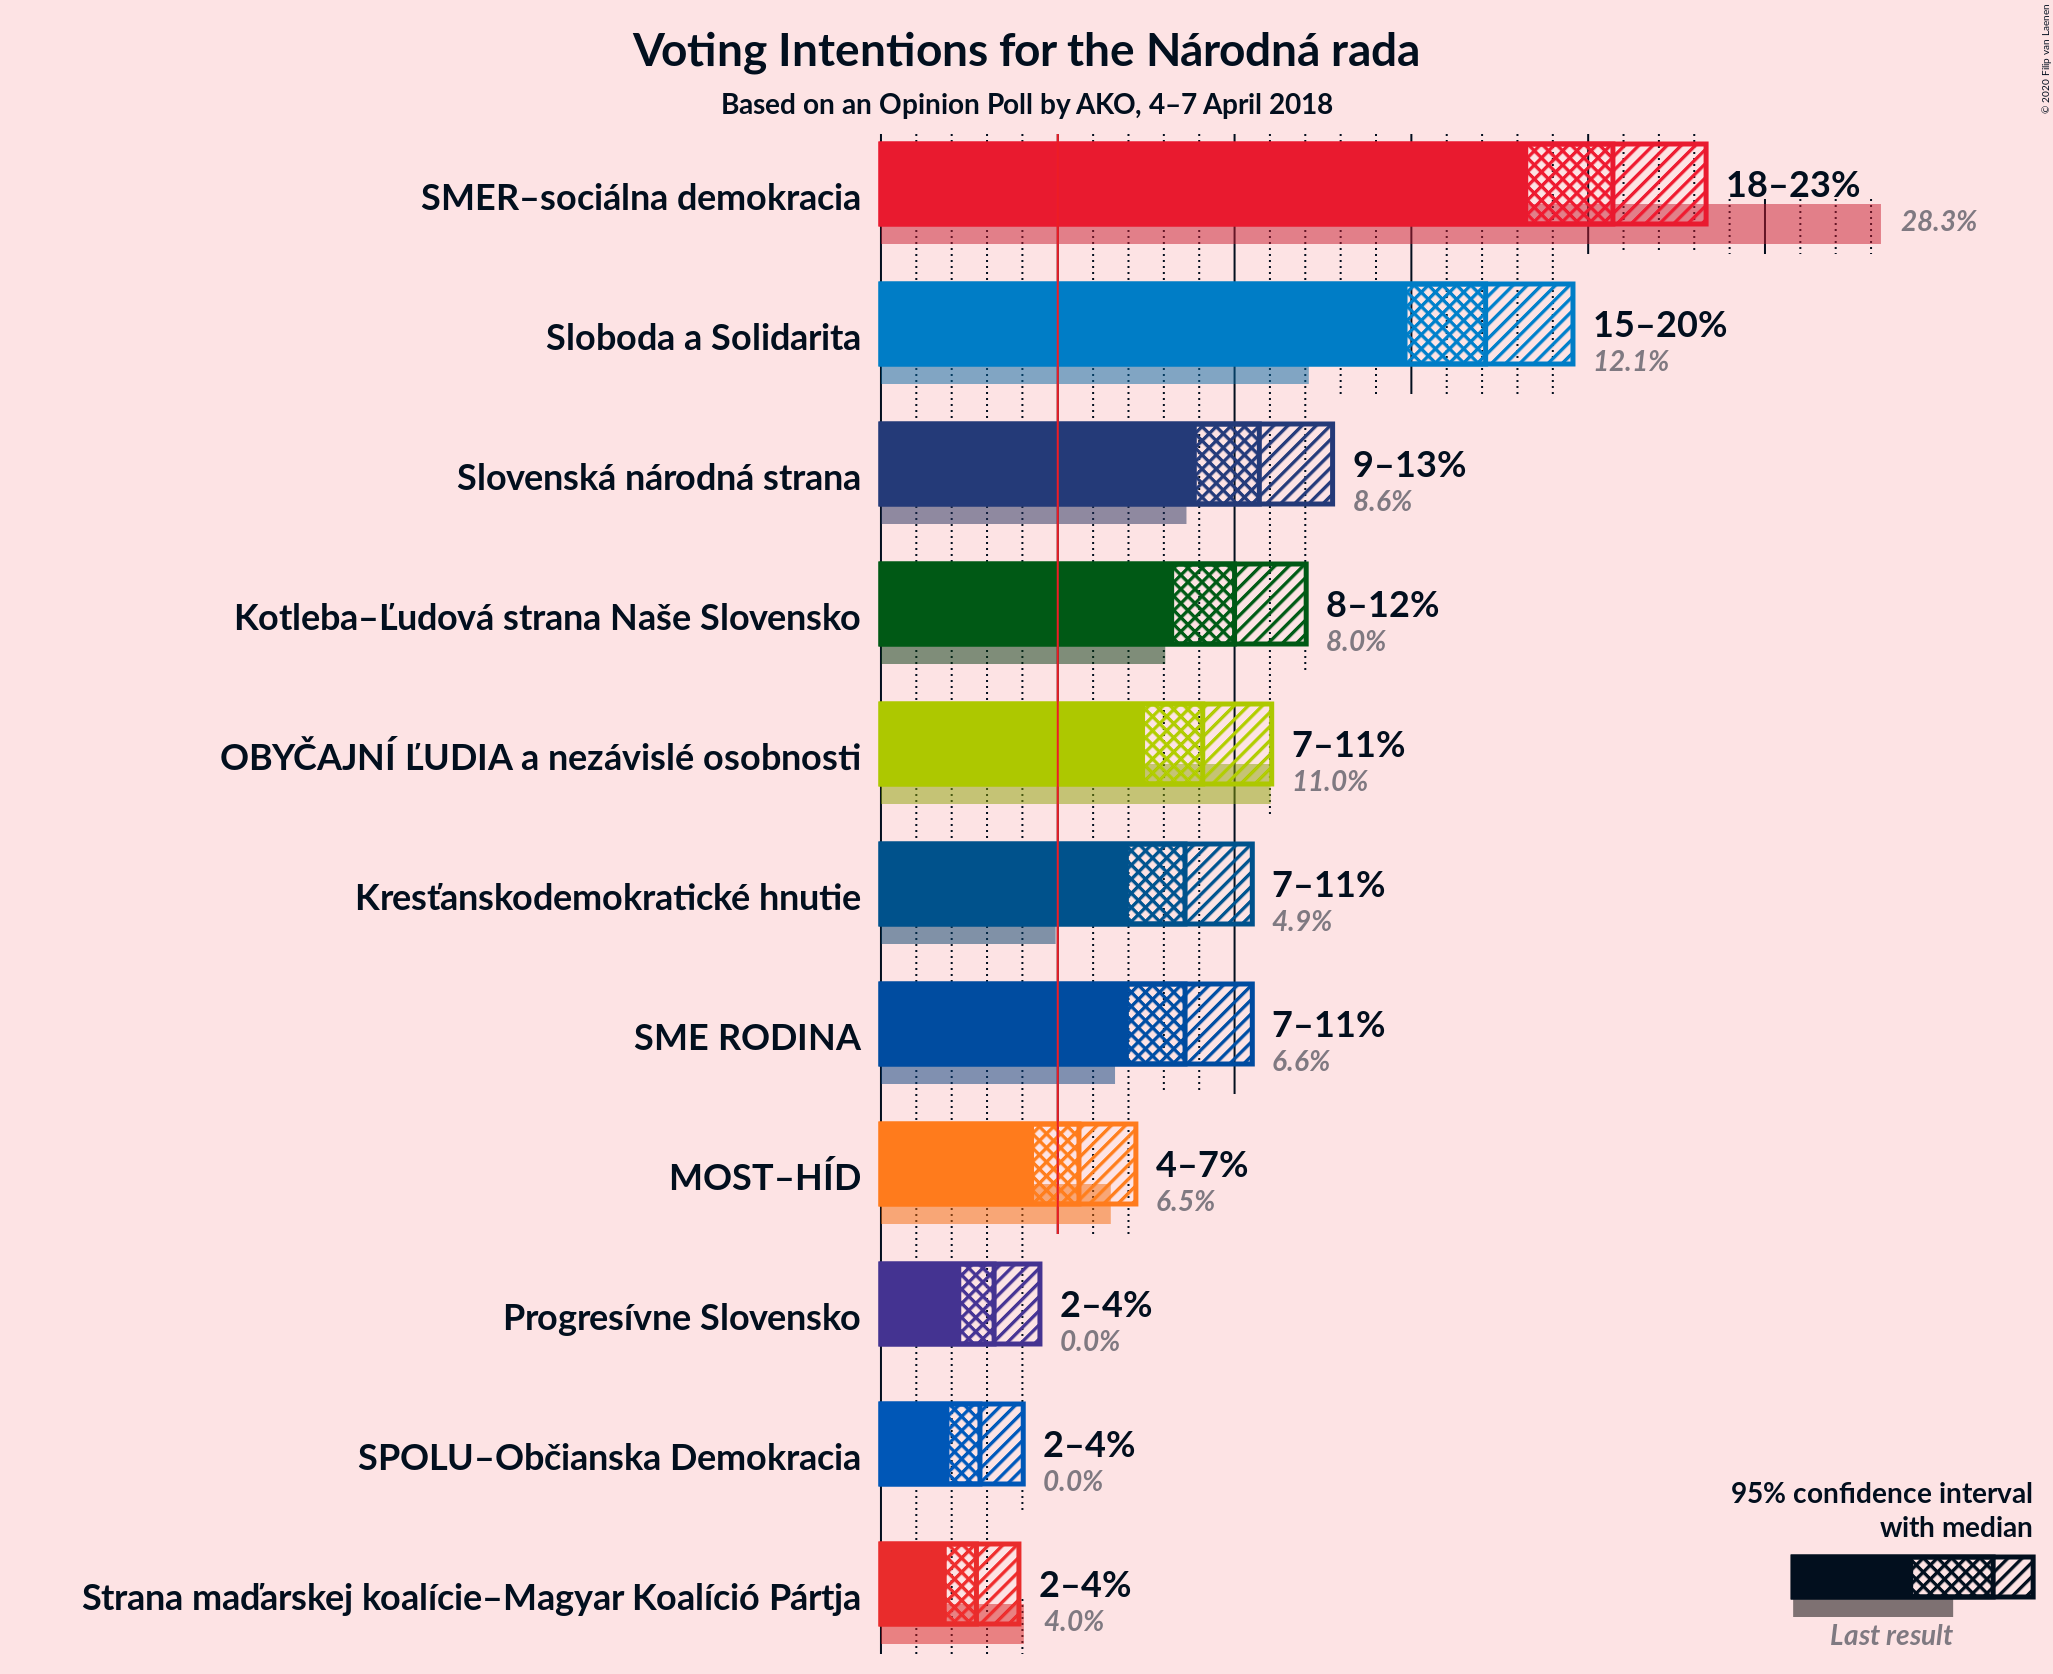 Voting Intentions for the Národná rada
Based on an Opinion Poll by AKO, 4–7 April 2018
© 2020 Filip van Laenen
SMER–sociálna demokracia
18–23%
28.3%
Sloboda a Solidarita
15–20%
12.1%
Slovenská národná strana
9–13%
8.6%
Kotleba–Ľudová strana Naše Slovensko
8–12%
8.0%
OBYČAJNÍ ĽUDIA a nezávislé osobnosti
7–11%
11.0%
Kresťanskodemokratické hnutie
7–11%
4.9%
SME RODINA
7–11%
6.6%
MOST–HÍD
4–7%
6.5%
Progresívne Slovensko
2–4%
0.0%
SPOLU–Občianska Demokracia
2–4%
0.0%
Strana maďarskej koalície–Magyar Koalíció Pártja
2–4%
4.0%
95% confidence interval
with median
Last result